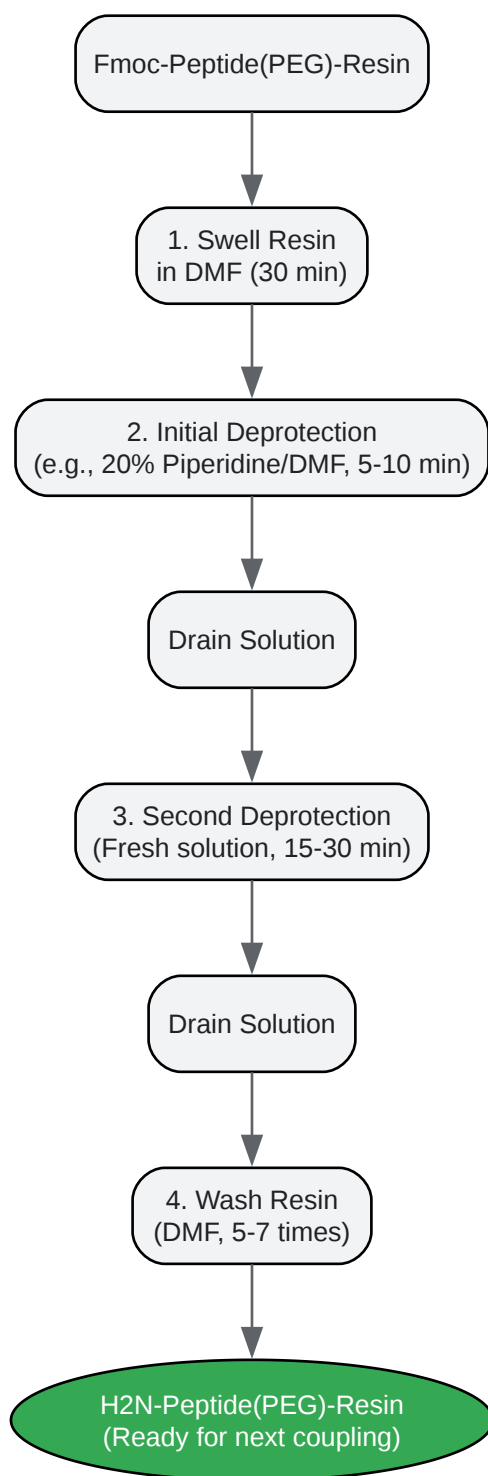 Fmoc-Peptide(PEG)-Resin
1. Swell Resin
in DMF (30 min)
2. Initial Deprotection
(e.g., 20% Piperidine/DMF, 5-10 min)
Drain Solution
3. Second Deprotection
(Fresh solution, 15-30 min)
Drain Solution
4. Wash Resin
(DMF, 5-7 times)
H2N-Peptide(PEG)-Resin
(Ready for next coupling)